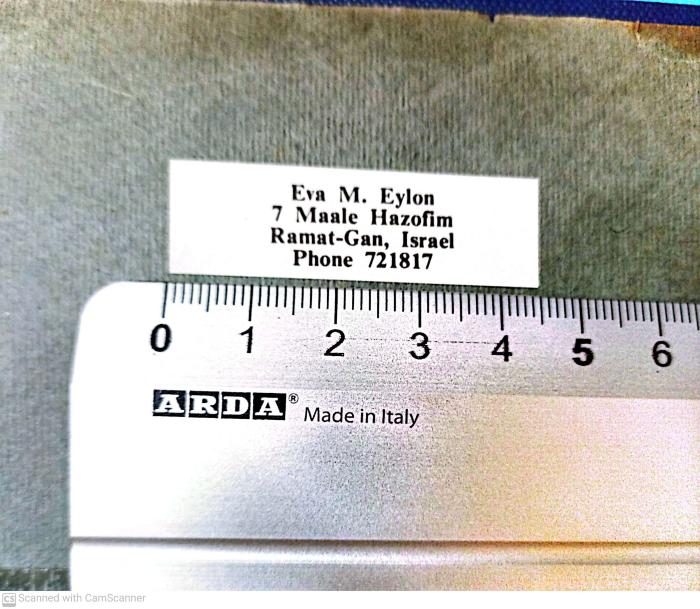 Eva M. Eylon
7 Maale Hazofim
Ramat-Gan, Israel
Phone 721817
0 1 2 3 4 5 6
ARDA® Made in Italy
CS Scanned with CamScanner